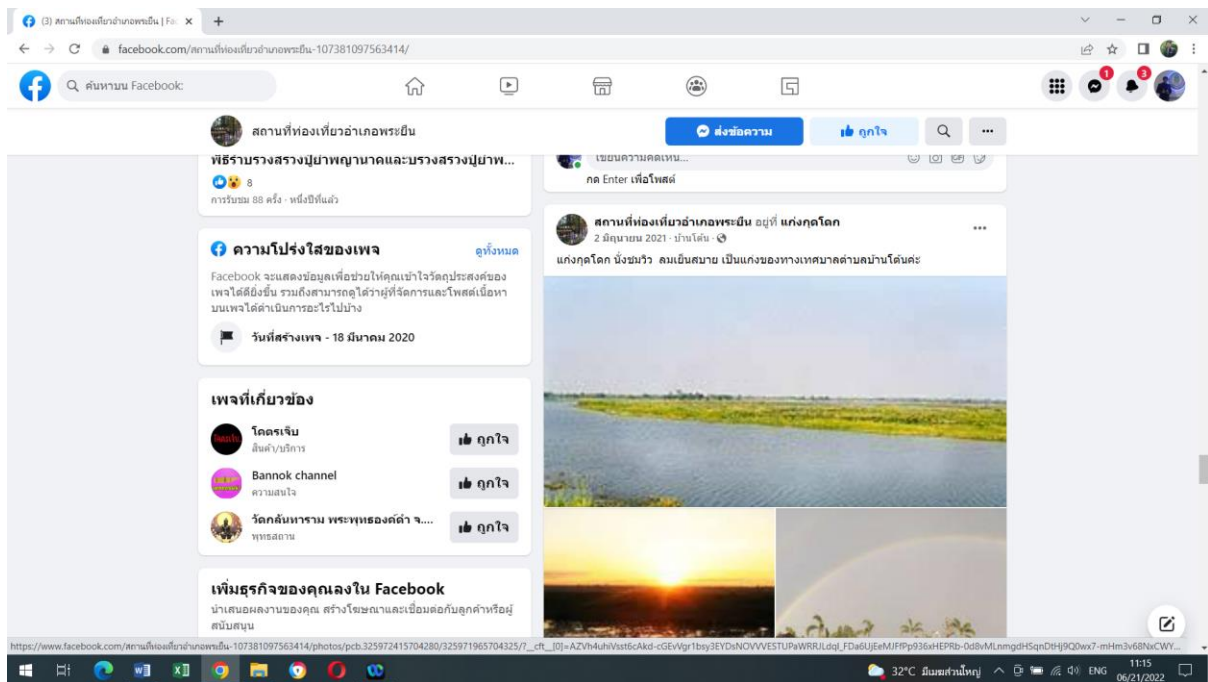 (3) สถานที่ท่องเที่ยวอำเภอพระยืน | Fac
facebook.com/สถานที่ท่องเที่ยวอำเภอพระยืน-107381097563414/
ค้นหาบน Facebook:
1
3
สถานที่ท่องเที่ยวอำเภอพระยืน
ส่งข้อความ
ถูกใจ
พิธีรำบรวงสรวงปู่ย่าพญานาคและบรวงสรวงปู่ย่าพ...
8
การรับชม 88 ครั้ง · หนึ่งปีที่แล้ว
ความโปร่งใสของเพจ
ดูทั้งหมด
Facebook จะแสดงข้อมูลเพื่อช่วยให้คุณเข้าใจวัตถุประสงค์ของ
เพจได้ดียิ่งขึ้น รวมถึงสามารถดูได้ว่าผู้ที่จัดการและโพสต์เนื้อหา
บนเพจได้ดำเนินการอะไรไปบ้าง
วันที่สร้างเพจ - 18 มีนาคม 2020
เพจที่เกี่ยวข้อง
โคตรเจ็บ
สินค้า/บริการ
ถูกใจ
Bannok channel
ความสนใจ
ถูกใจ
วัดกลันทาราม พระพุทธองค์ดำ จ....
พุทธสถาน
ถูกใจ
เพิ่มธุรกิจของคุณลงใน Facebook
นำเสนอผลงานของคุณ สร้างโฆษณาและเชื่อมต่อกับลูกค้าหรือผู้
สนับสนุน
เขียนความคิดเห็น...
กด Enter เพื่อโพสต์
สถานที่ท่องเที่ยวอำเภอพระยืน อยู่ที่ แก่งกุดโดก
2 มิถุนายน 2021 · บ้านโต้น ·
แก่งกุดโดก นั่งชมวิว ลมเย็นสบาย เป็นแก่งของทางเทศบาลตำบลบ้านโต้นค่ะ
32°C มีเมฆส่วนใหญ่
ENG
11:15
06/21/2022